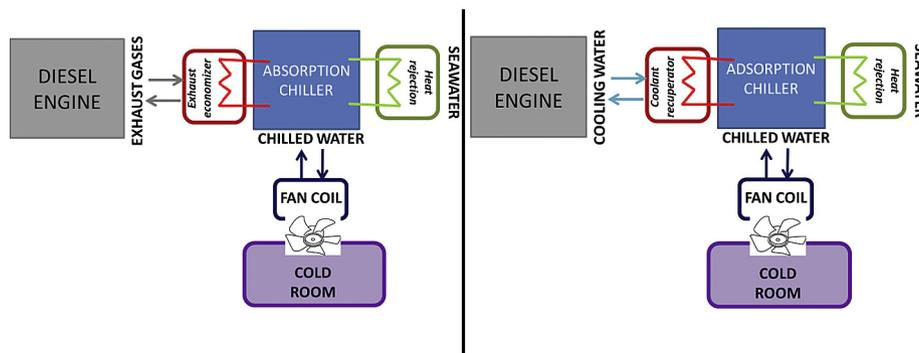 DIESEL
ENGINE
EXHAUST GASES
Exhaust
economizer
ABSORPTION
CHILLER
Heat
rejection
SEAWATER
CHILLED WATER
FAN COIL
COLD
ROOM
DIESEL
ENGINE
COOLING WATER
Coolant
recuperator
ADSORPTION
CHILLER
Heat
rejection
CHILLED WATER
FAN COIL
COLD
ROOM